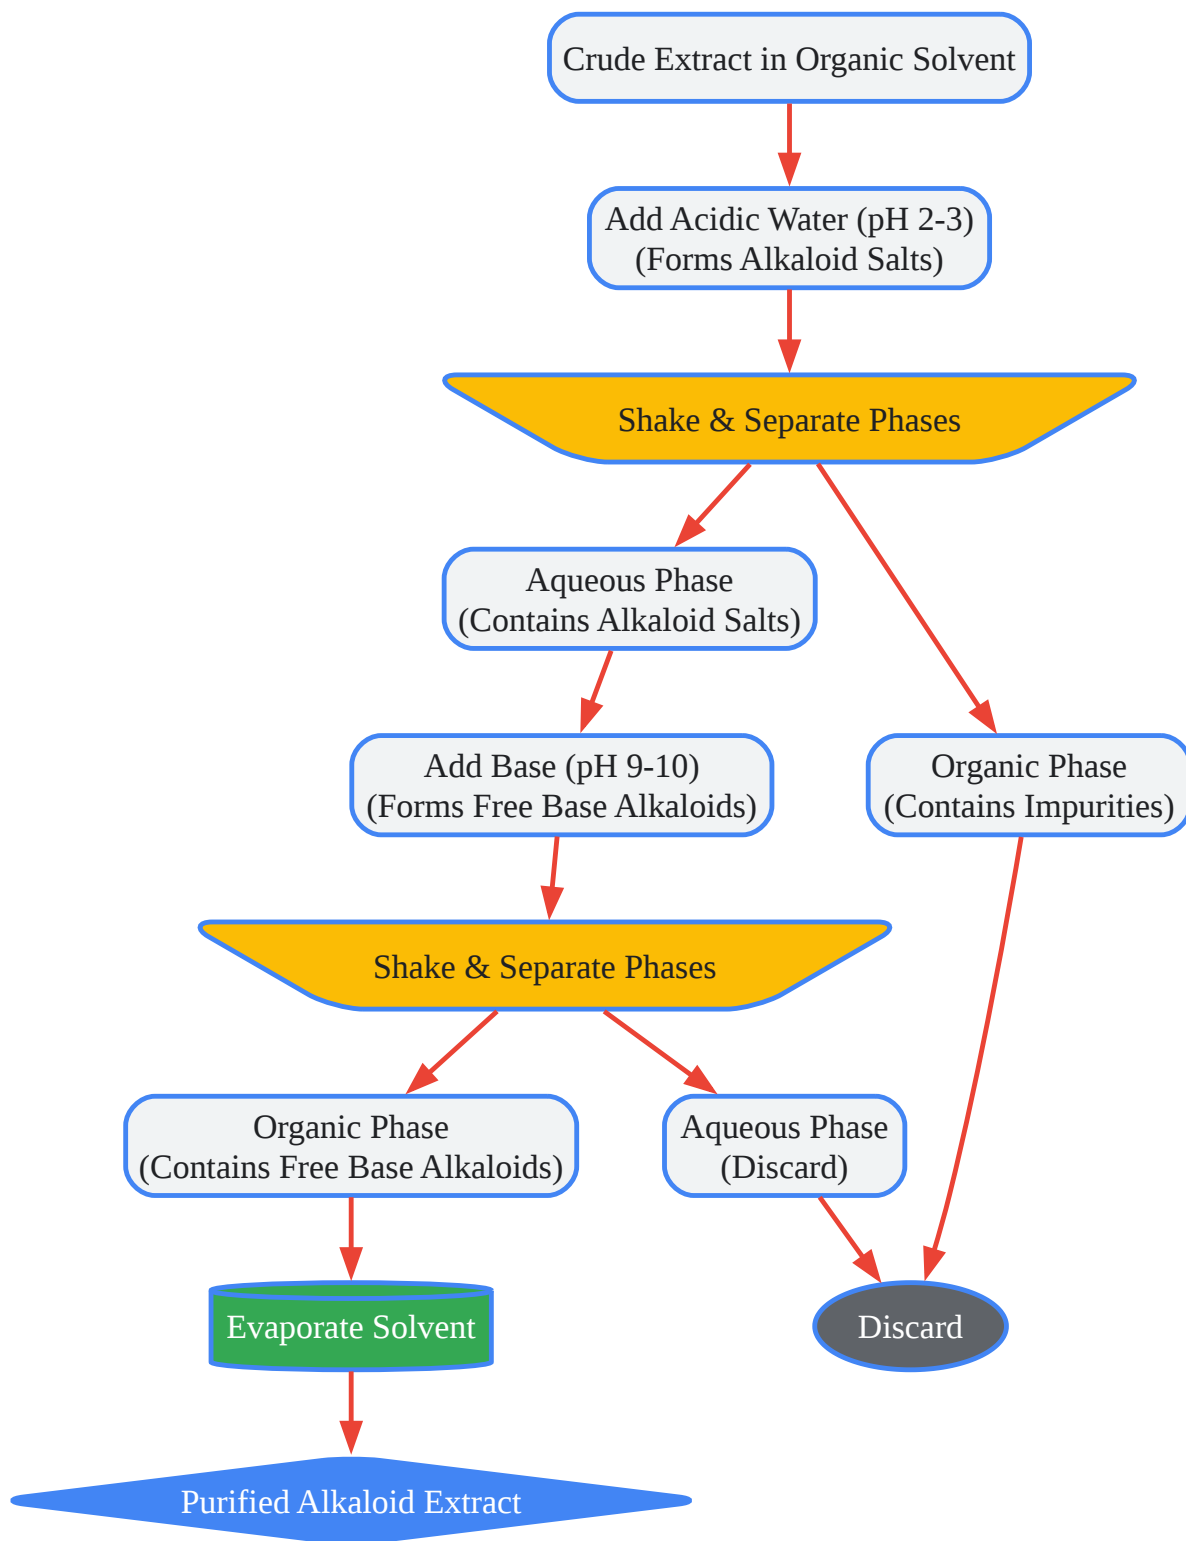 Crude Extract in Organic Solvent
Add Acidic Water (pH 2-3)
(Forms Alkaloid Salts)
Shake & Separate Phases
Aqueous Phase
(Contains Alkaloid Salts)
Add Base (pH 9-10)
(Forms Free Base Alkaloids)
Organic Phase
(Contains Impurities)
Shake & Separate Phases
Organic Phase
(Contains Free Base Alkaloids)
Aqueous Phase
(Discard)
Evaporate Solvent
Discard
Purified Alkaloid Extract